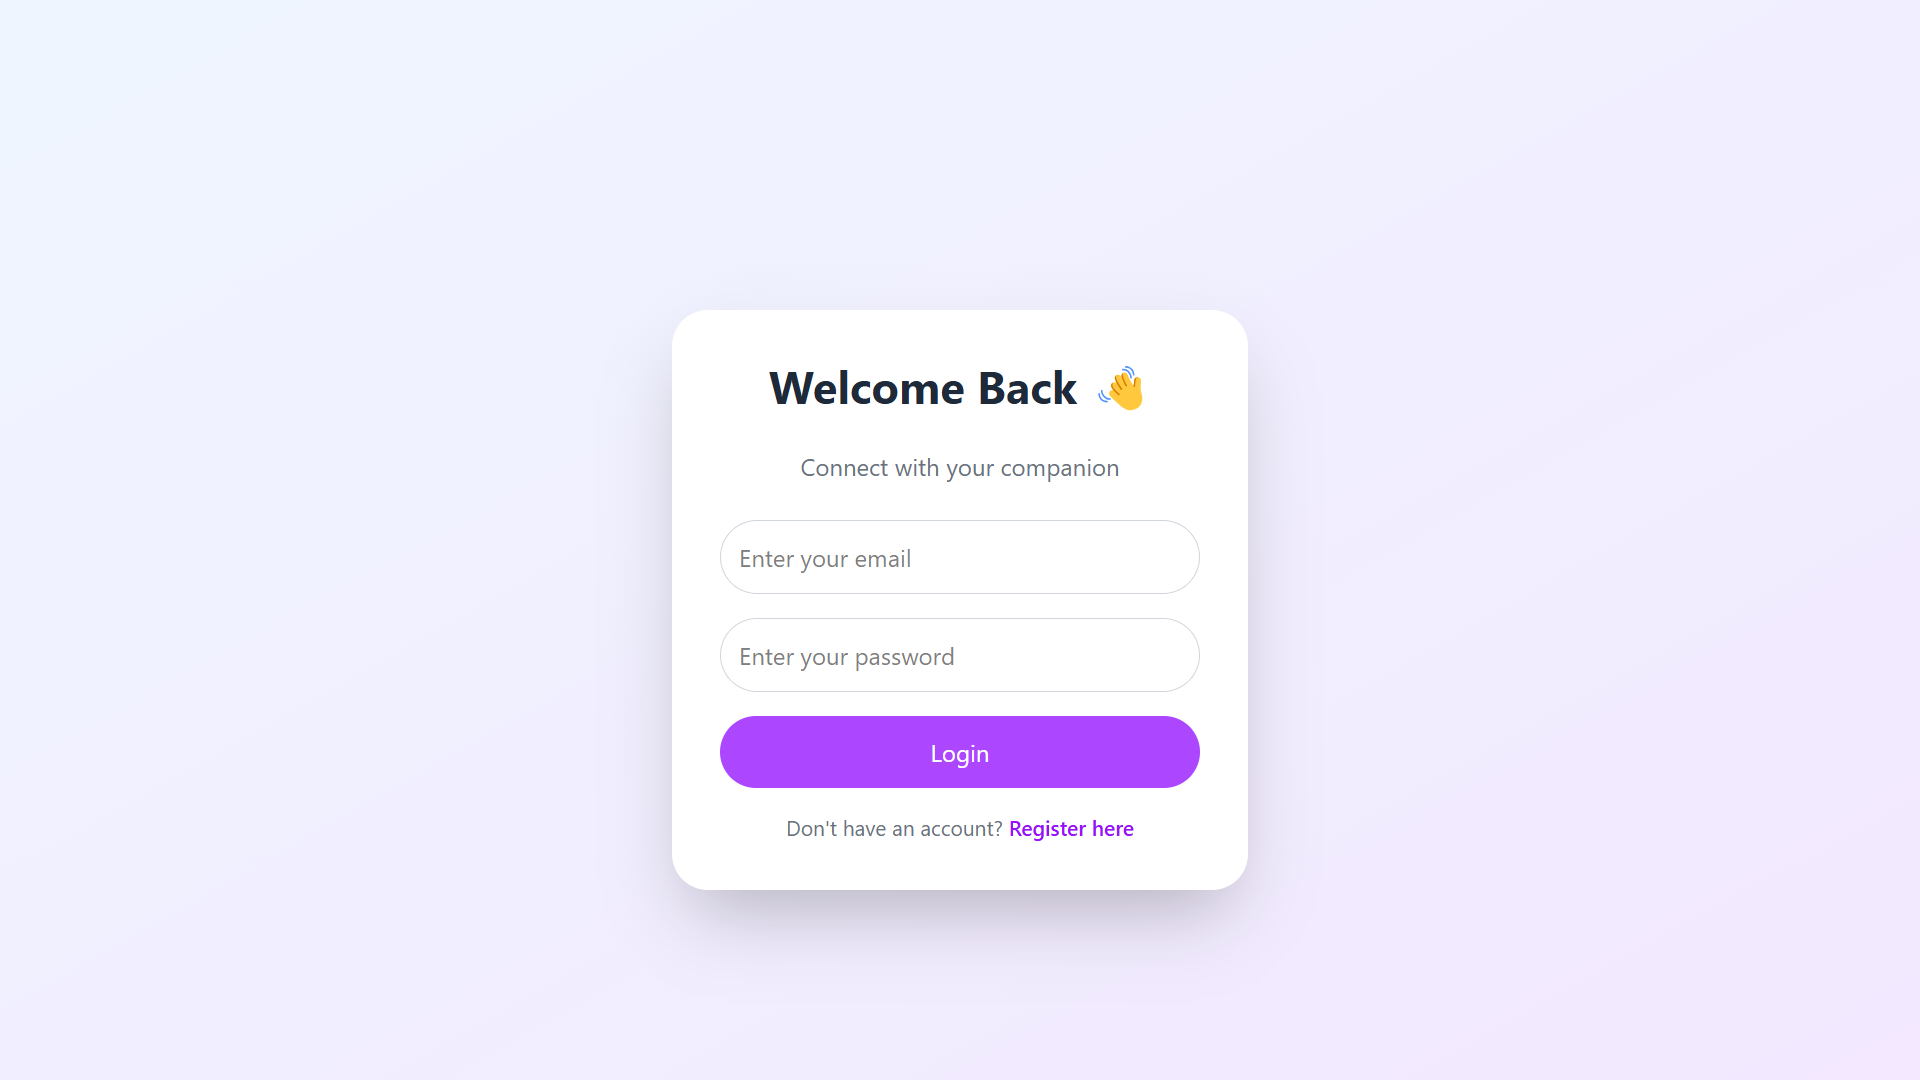 Welcome Back 👋
Connect with your companion
Enter your email
Enter your password
Login
Don't have an account? Register here